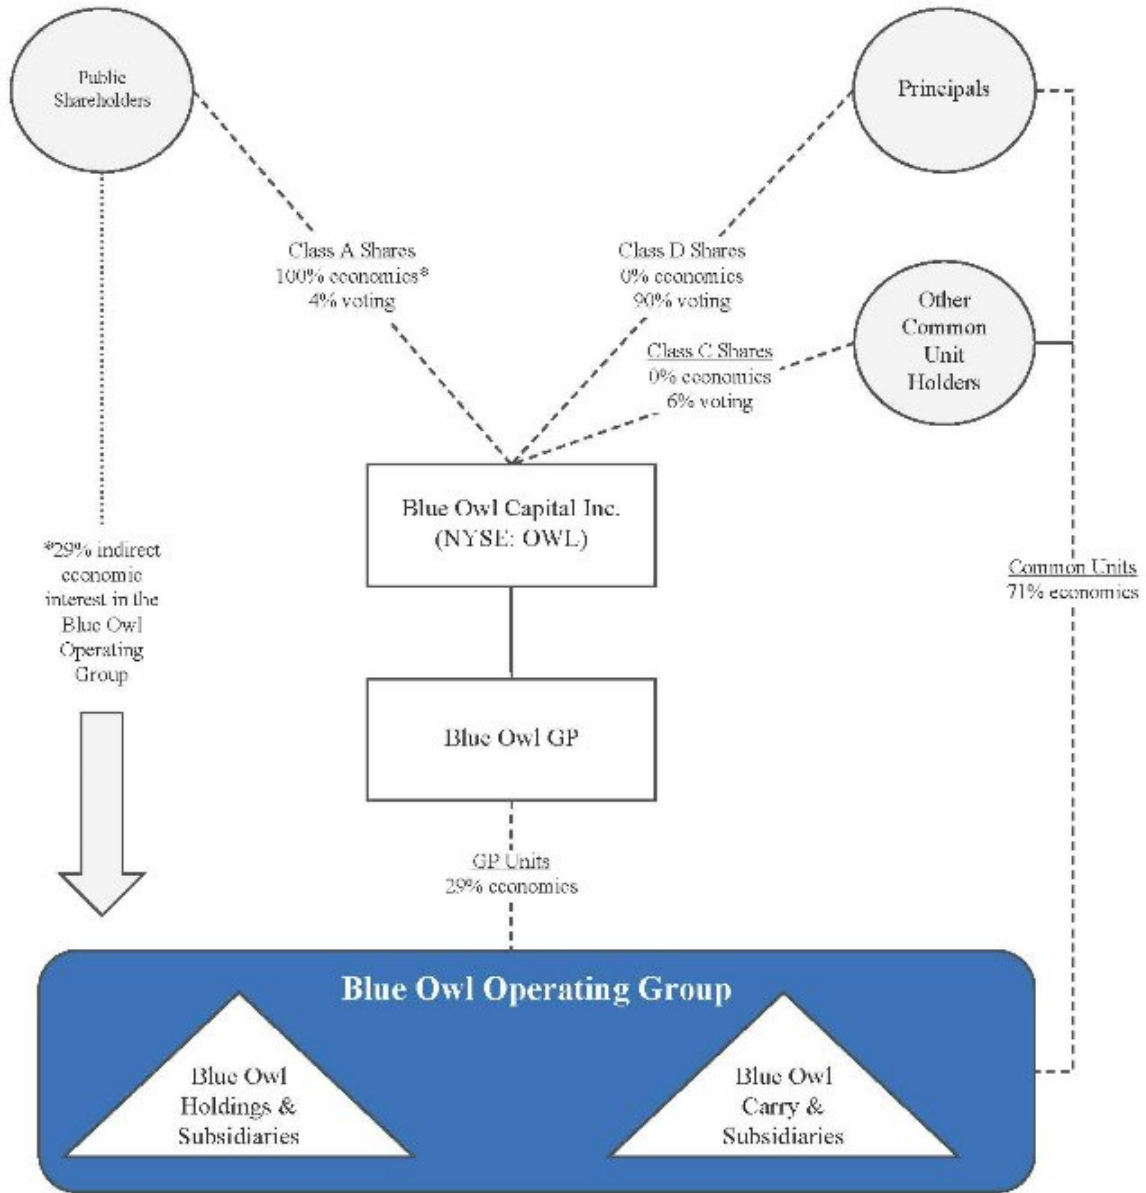 Public
Shareholders
Principals
Class A Shares
100% economics*
4% voting
Class D Shares
0% economics
90% voting
Other
Common
Unit
Holders
Class C Shares
0% economics
6% voting
Blue Owl Capital Inc.
(NYSE: OWL)
*29% indirect
economic
interest in the
Blue Owl
Operating
Group
Common Units
71% economics
Blue Owl GP
GP Units
29% economics
Blue Owl Operating Group
Blue Owl
Holdings &
Subsidiaries
Blue Owl
Carry &
Subsidiaries